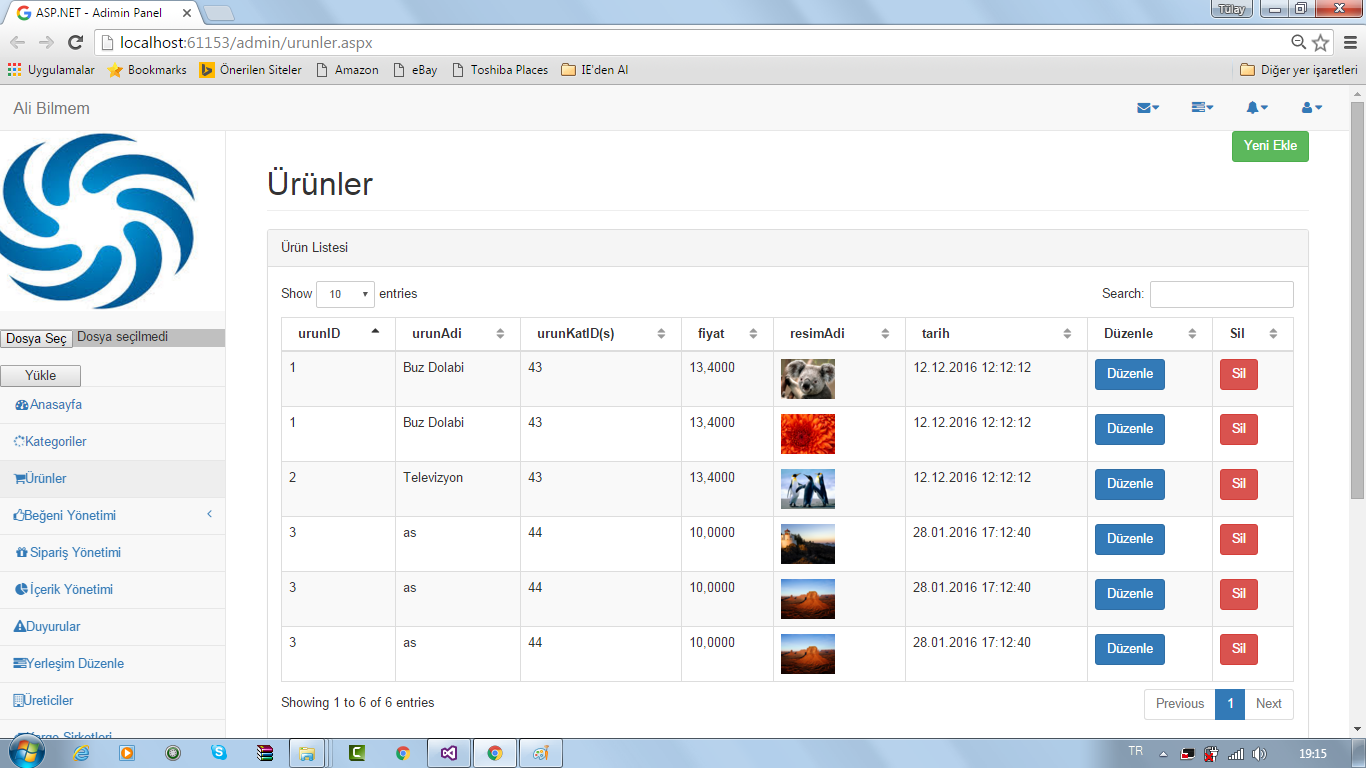 ASP.NET - Adimin Panel
Tülay
localhost:61153/admin/urunler.aspx
Uygulamalar Bookmarks Önerilen Siteler Amazon eBay Toshiba Places IE'den Al Diğer yer işaretleri
Ali Bilmem
Yeni Ekle
Ürünler
Ürün Listesi
Show 10 entries Search:
urunID urunAdi urunKatID(s) fiyat resimAdi tarih Düzenle Sil
1 Buz Dolabi 43 13,4000 12.12.2016 12:12:12 Düzenle Sil
1 Buz Dolabi 43 13,4000 12.12.2016 12:12:12 Düzenle Sil
2 Televizyon 43 13,4000 12.12.2016 12:12:12 Düzenle Sil
3 as 44 10,0000 28.01.2016 17:12:40 Düzenle Sil
3 as 44 10,0000 28.01.2016 17:12:40 Düzenle Sil
3 as 44 10,0000 28.01.2016 17:12:40 Düzenle Sil
Showing 1 to 6 of 6 entries Previous 1 Next
Dosya Seç Dosya seçilmedi
Yükle
Anasayfa
Kategoriler
Ürünler
Beğeni Yönetimi
Sipariş Yönetimi
İçerik Yönetimi
Duyurular
Yerleşim Düzenle
Üreticiler
Kargo Şirketleri
TR 19:15